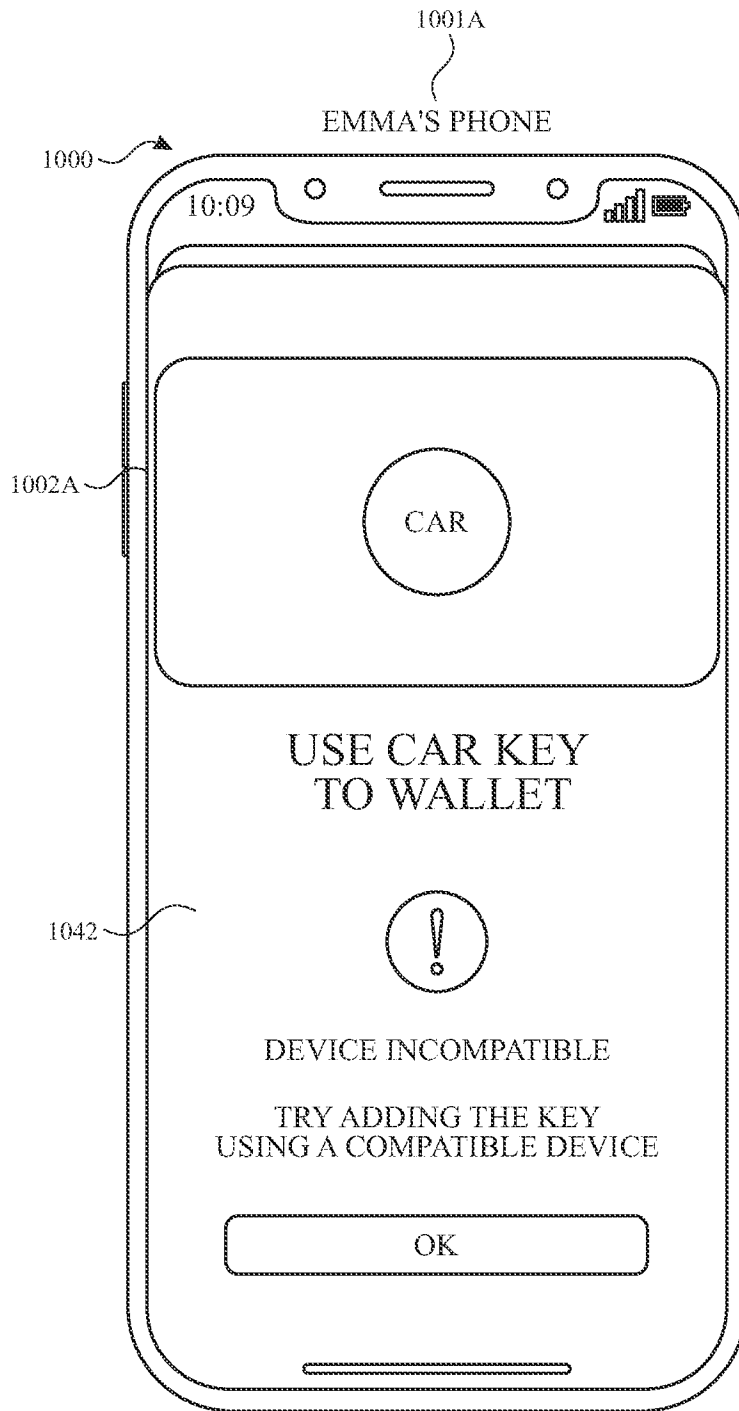 1001A
EMMA'S PHONE
1000
10:09
1002A
CAR
USE CAR KEY
TO WALLET
1042
!
DEVICE INCOMPATIBLE
TRY ADDING THE KEY
USING A COMPATIBLE DEVICE
OK